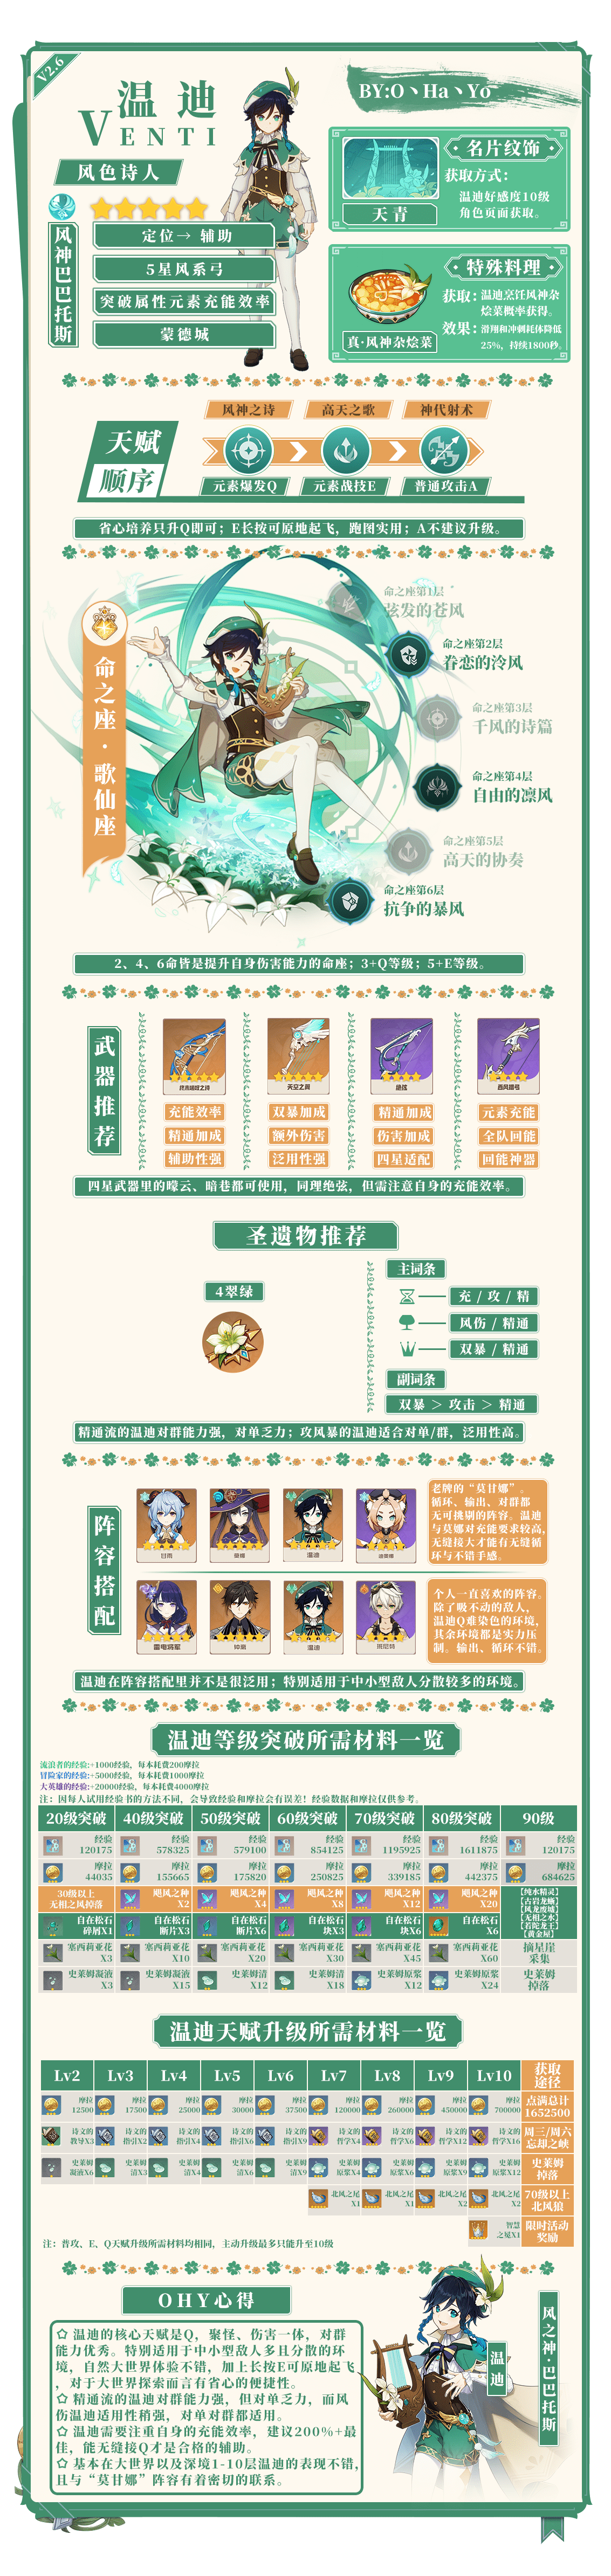 V2.6
温迪
VENTI
BY:O丶Ha丶Yo
风色诗人
风神巴巴托斯
定位→ 辅助
5星风系弓
突破属性元素充能效率
蒙德城
名片纹饰
获取方式：
温迪好感度10级
角色页面获取。
天青
特殊料理
获取：温迪烹饪风神杂
烩菜概率获得。
效果：滑翔和冲刺耗体降低
25%，持续1800秒。
真·风神杂烩菜
天赋
顺序
风神之诗
高天之歌
神代射术
元素爆发Q
元素战技E
普通攻击A
省心培养只升Q即可；E长按可原地起飞，跑图实用；A不建议升级。
命之座·歌仙座
命之座第1层
弦发的苍风
命之座第2层
眷恋的泠风
命之座第3层
千风的诗篇
命之座第4层
自由的凛风
命之座第5层
高天的协奏
命之座第6层
抗争的暴风
2、4、6命皆是提升自身伤害能力的命座；3+Q等级；5+E等级。
武器推荐
终末嗟叹之诗
天空之翼
绝弦
西风猎弓
充能效率
双暴加成
精通加成
元素充能
精通加成
额外伤害
伤害加成
全队回能
辅助性强
泛用性强
四星适配
回能神器
四星武器里的曚云、暗巷都可使用，同理绝弦，但需注意自身的充能效率。
圣遗物推荐
4翠绿
主词条
充 / 攻 / 精
风伤 / 精通
双暴 / 精通
副词条
双暴 > 攻击 > 精通
精通流的温迪对群能力强，对单乏力；攻风暴的温迪适合对单/群，泛用性高。
阵容搭配
甘雨
莫娜
温迪
迪奥娜
老牌的“莫甘娜”。
循环、输出、对群都
无可挑剔的阵容。温迪
与莫娜对充能要求较高，
无缝接大才能有无缝循
环与不错手感。
雷电将军
钟离
温迪
班尼特
个人一直喜欢的阵容。
除了吸不动的敌人，
温迪Q难染色的环境，
其余环境都是实力压
制。输出、循环不错。
温迪在阵容搭配里并不是很泛用；特别适用于中小型敌人分散较多的环境。
温迪等级突破所需材料一览
流浪者的经验:+1000经验，每本耗费200摩拉
冒险家的经验:+5000经验，每本耗费1000摩拉
大英雄的经验:+20000经验，每本耗费4000摩拉
注：因每人试用经验书的方法不同，会导致经验和摩拉会有误差！经验数据和摩拉仅供参考。
20级突破 40级突破 50级突破 60级突破 70级突破 80级突破 90级
经验 经验 经验 经验 经验 经验 经验
120175 578325 579100 854125 1195925 1611875 120175
摩拉 摩拉 摩拉 摩拉 摩拉 摩拉 摩拉
44035 155665 175820 250825 339185 442375 684625
30级以上 飓风之种 飓风之种 飓风之种 飓风之种 飓风之种
无相之风掉落 X2 X4 X8 X12 X20
自在松石 自在松石 自在松石 自在松石 自在松石 自在松石
碎屑X1 断片X3 断片X6 块X3 块X6 X6
【纯水精灵】
【古岩龙蜥】
【风龙废墟】
【无相之水】
【若陀龙王】
【黄金屋】
塞西莉亚花 塞西莉亚花 塞西莉亚花 塞西莉亚花 塞西莉亚花 塞西莉亚花 摘星崖
X3 X10 X20 X30 X45 X60 采集
史莱姆凝液 史莱姆凝液 史莱姆清 史莱姆清 史莱姆原浆 史莱姆原浆 史莱姆
X3 X15 X12 X18 X12 X24 掉落
温迪天赋升级所需材料一览
Lv2 Lv3 Lv4 Lv5 Lv6 Lv7 Lv8 Lv9 Lv10 获取
途径
摩拉 摩拉 摩拉 摩拉 摩拉 摩拉 摩拉 摩拉 摩拉 点满总计
12500 17500 25000 30000 37500 120000 260000 450000 700000 1652500
诗文的 诗文的 诗文的 诗文的 诗文的 诗文的 诗文的 诗文的 诗文的 周三/周六
教导X3 指引X2 指引X4 指引X6 指引X9 哲学X4 哲学X6 哲学X12 哲学X16 忘却之峡
史莱姆 史莱姆 史莱姆 史莱姆 史莱姆 史莱姆 史莱姆 史莱姆 史莱姆 史莱姆
凝液X6 清X3 清X4 清X6 清X9 原浆X4 原浆X6 原浆X9 原浆X12 掉落
北风之尾 北风之尾 北风之尾 北风之尾 70级以上
X1 X1 X2 X2 北风狼
智慧 限时活动
之冕X1 奖励
注：普攻、E、Q天赋升级所需材料均相同，主动升级最多只能升至10级
OHY心得
✩ 温迪的核心天赋是Q，聚怪、伤害一体，对群
能力优秀。特别适用于中小型敌人多且分散的环
境，自然大世界体验不错，加上长按E可原地起飞
，对于大世界探索而言有省心的便捷性。
✩ 精通流的温迪对群能力强，但对单乏力，而风
伤温迪适用性稍强，对单对群都适用。
✩ 温迪需要注重自身的充能效率，建议200%+最
佳，能无缝接Q才是合格的辅助。
✩ 基本在大世界以及深境1-10层温迪的表现不错，
且与“莫甘娜”阵容有着密切的联系。
温迪
风之神·巴巴托斯